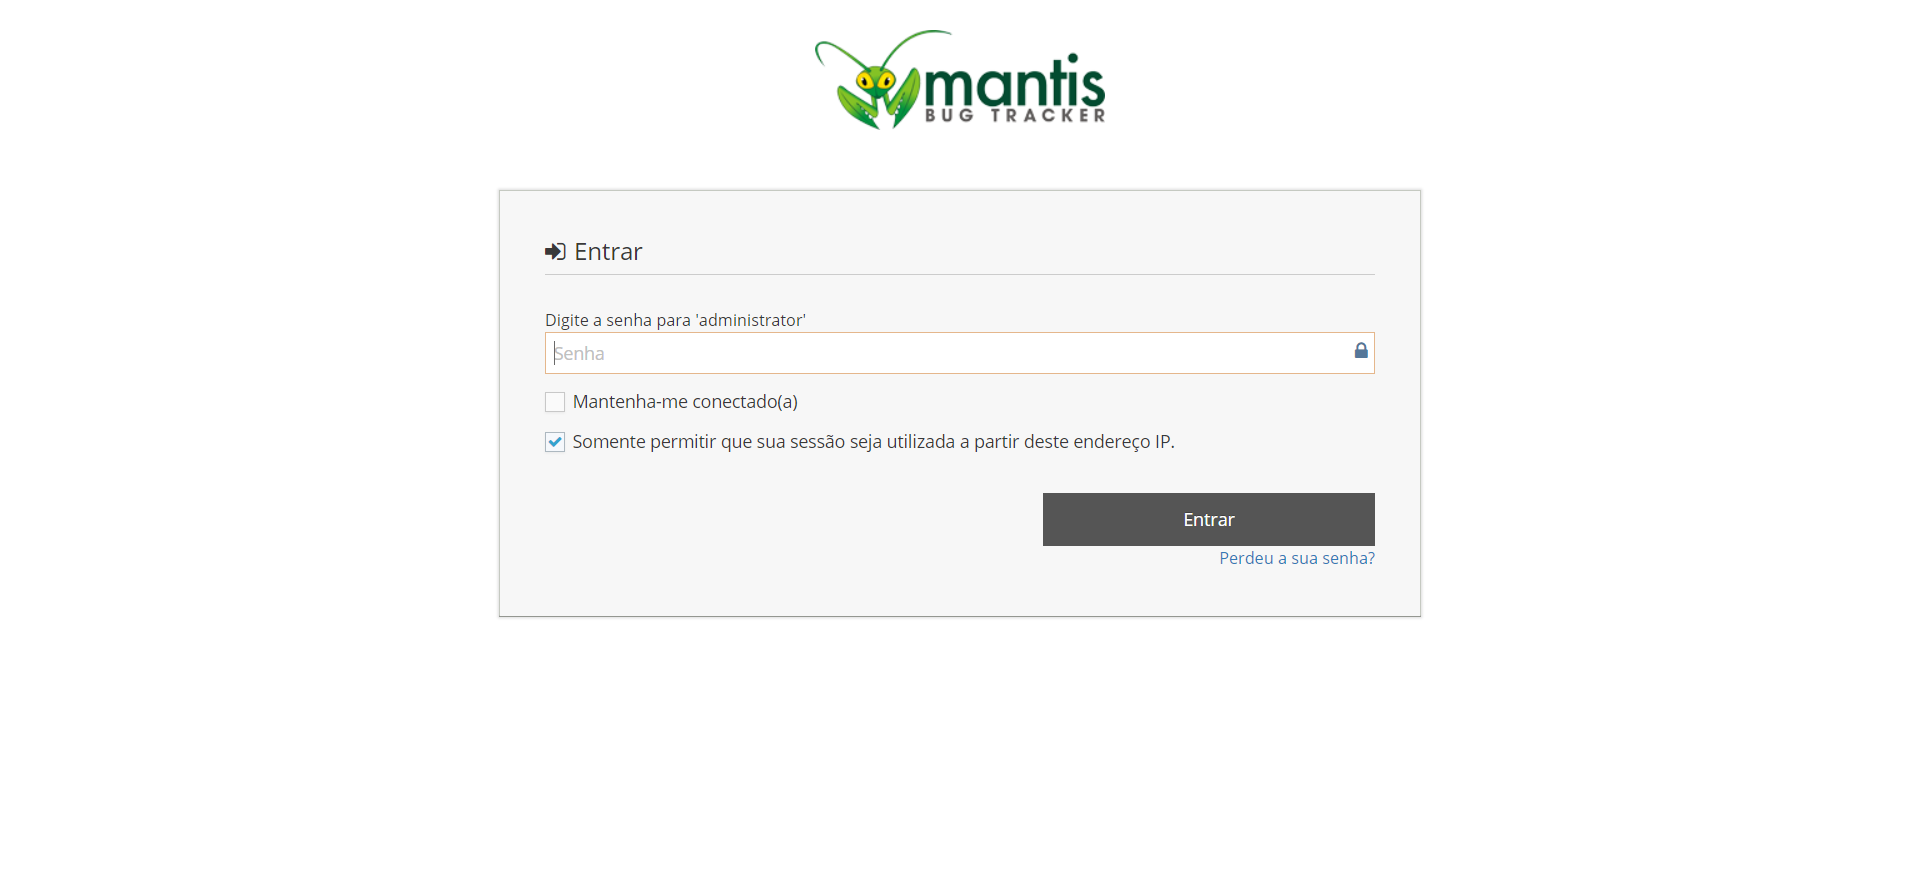 mantis
BUG TRACKER
Entrar
Digite a senha para 'administrator'
Senha
Mantenha-me conectado(a)
Somente permitir que sua sessão seja utilizada a partir deste endereço IP.
Entrar
Perdeu a sua senha?